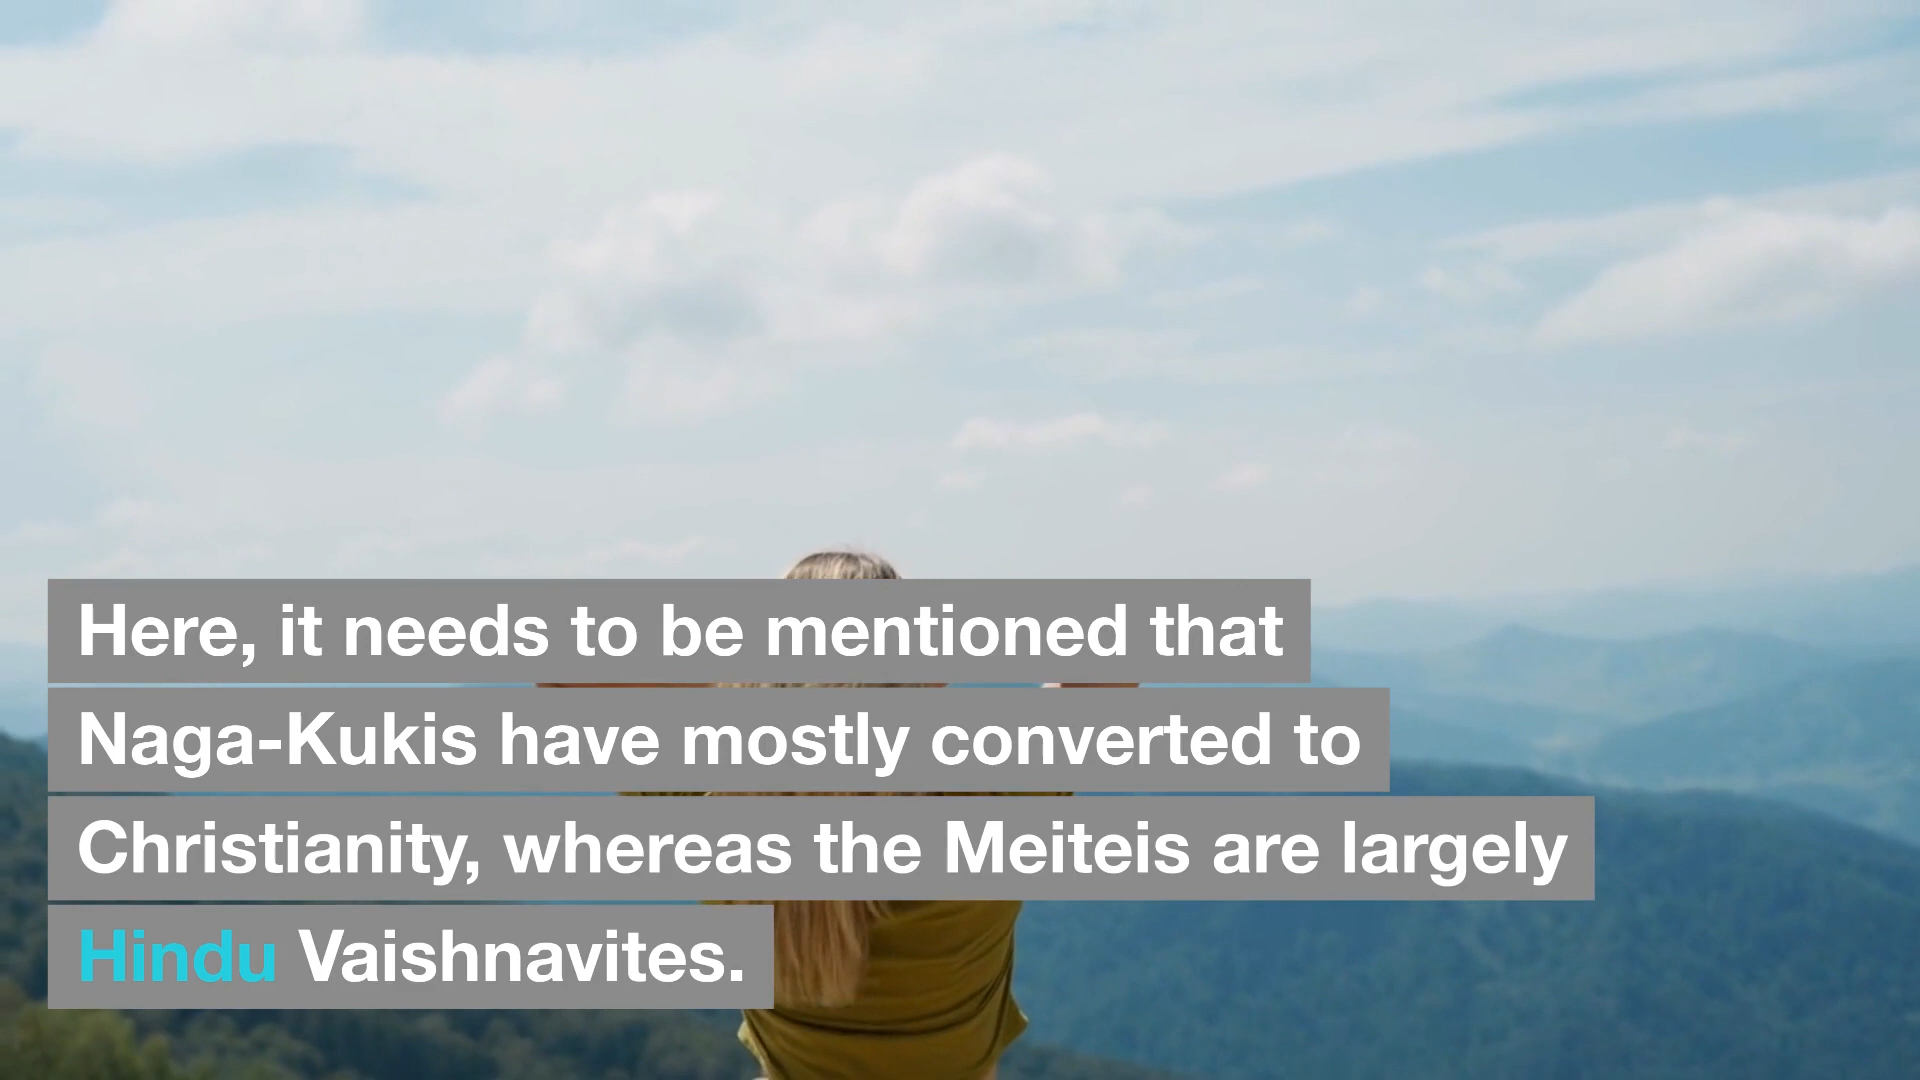 Here, it needs to be mentioned that
Naga-Kukis have mostly converted to
Christianity, whereas the Meiteis are largely
Hindu Vaishnavites.